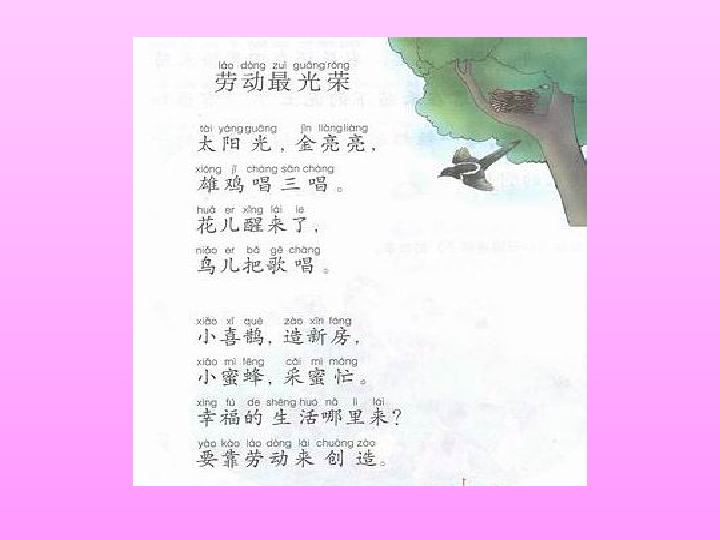 láo dòng zuì guāng róng
劳动最光荣
tài yáng guāng jīn liàng liàng
太阳光，金亮亮，
xióng jī chàng sān chàng
雄鸡唱三唱。
huā er xǐng lái le
花儿醒来了，
niǎo er bǎ gē chàng
鸟儿把歌唱。
xiǎo xǐ què zào xīn fáng
小喜鹊，造新房，
xiǎo mì fēng cǎi mì máng
小蜜蜂，采蜜忙。
xìng fú de shēng huó nǎ lǐ lái
幸福的生活哪里来？
yào kào láo dòng lái chuàng zào
要靠劳动来创造。